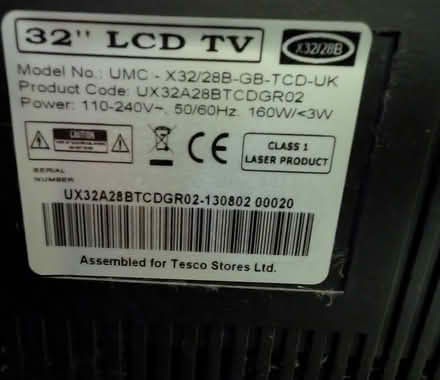 32" LCD TV
X32/28B
Model No.: UMC - X32/28B-GB-TCD-UK
Product Code: UX32A28BTCDGR02
Power: 110-240V~, 50/60Hz. 160W/<3W
CAUTION
CE
CLASS 1
LASER PRODUCT
SERIAL
NUMBER
UX32A28BTCDGR02-130802 00020
Assembled for Tesco Stores Ltd.